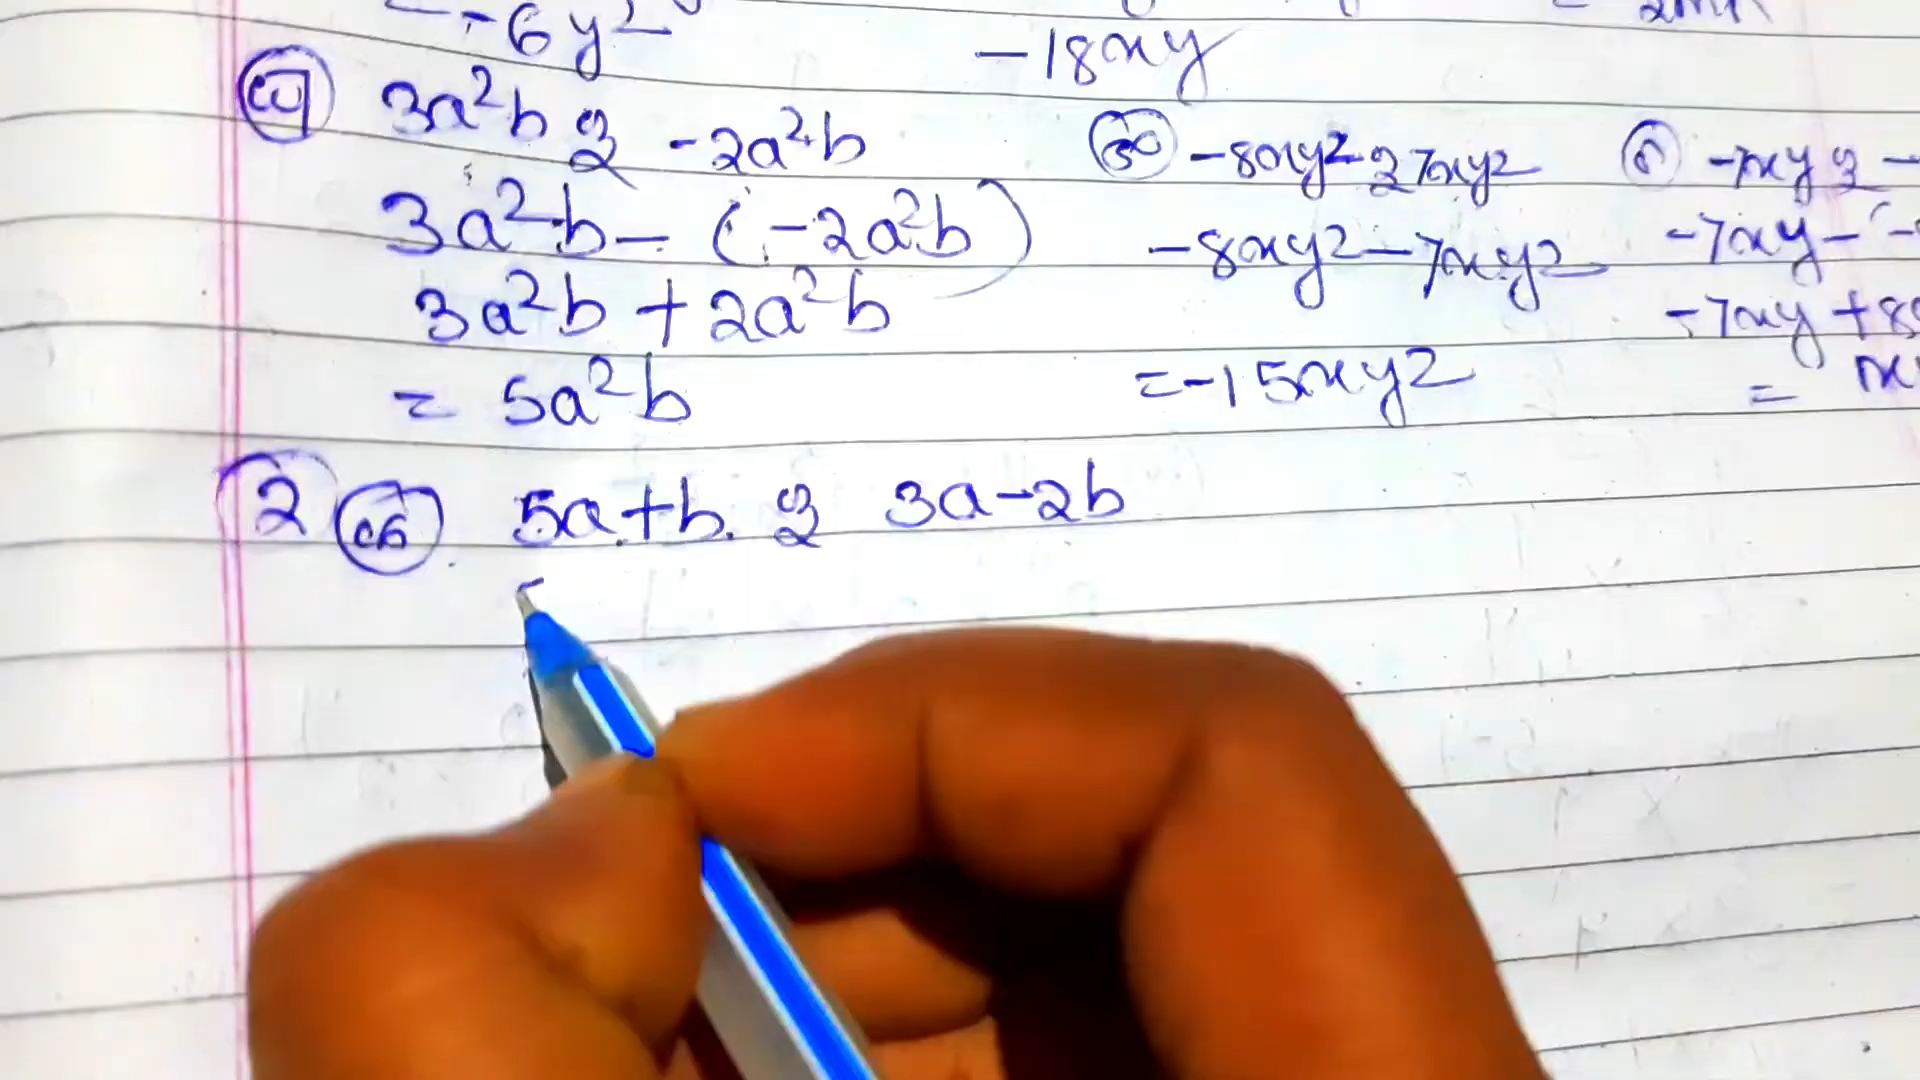 --6y²
-18xy
घ 3a²b र -2a²b
3a²b - (-2a²b)
3a²b + 2a²b
= 5a²b
ङ -8xy² र 7xy²
-8xy² - 7xy²
= -15xy²
-7xy र -
-7xy - (-
-7xy + 8
=
2 क 5a+b र 3a-2b